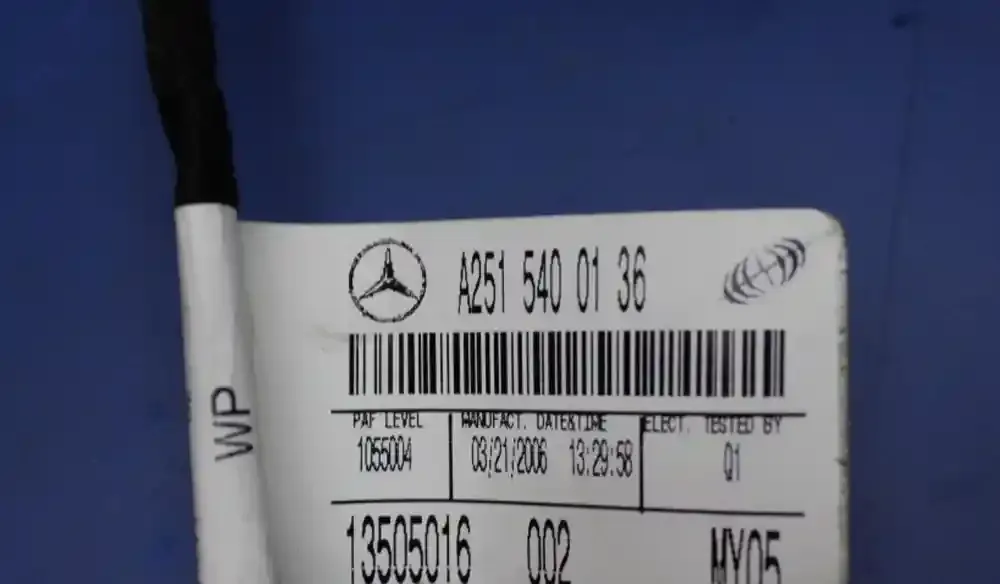 A251 540 01 36
PAF LEVEL MANUFACT. DATE&TIME ELECT. TESTED BY
1055004 03/21/2006 13:29:58 Q1
WP
13505016 002 MY05